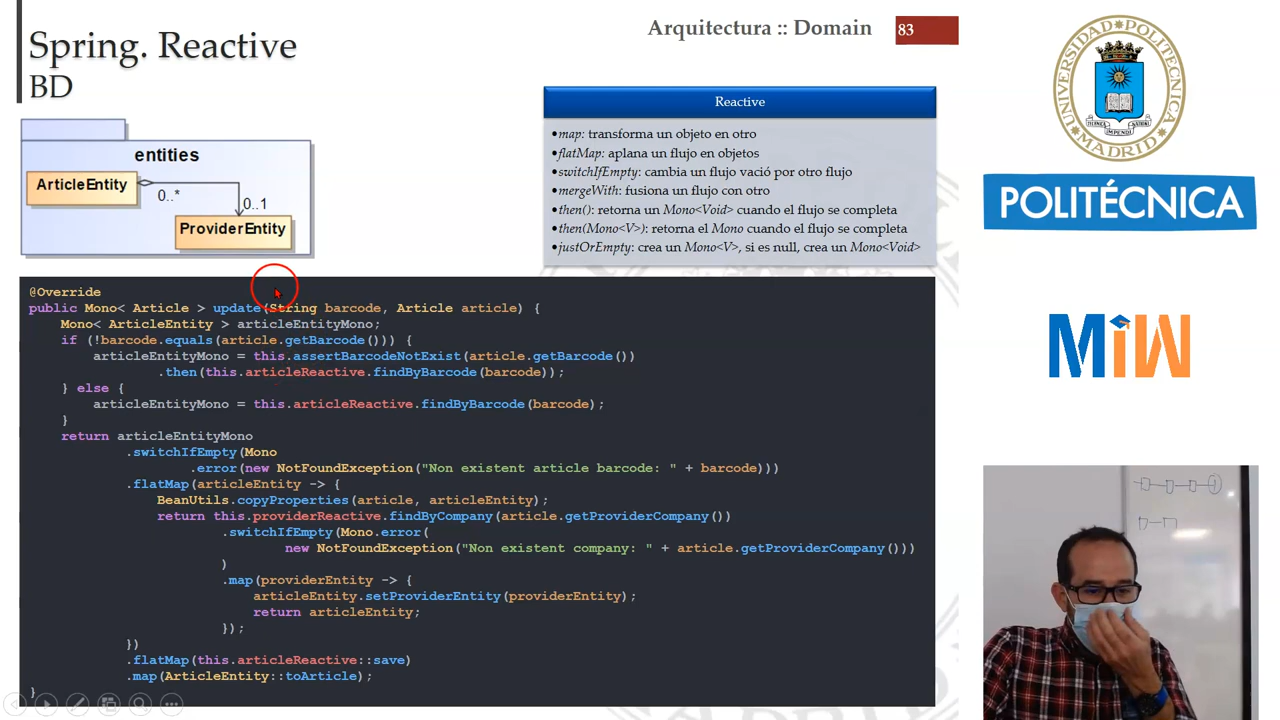 Spring. Reactive
BD
Arquitectura :: Domain
83
entities
ArticleEntity
0..*
0..1
ProviderEntity
Reactive
•map: transforma un objeto en otro
•flatMap: aplana un flujo en objetos
•switchIfEmpty: cambia un flujo vació por otro flujo
•mergeWith: fusiona un flujo con otro
•then(): retorna un Mono<Void> cuando el flujo se completa
•then(Mono<V>): retorna el Mono cuando el flujo se completa
•justOrEmpty: crea un Mono<V>, si es null, crea un Mono<Void>
@Override
public Mono< Article > update(String barcode, Article article) {
    Mono< ArticleEntity > articleEntityMono;
    if (!barcode.equals(article.getBarcode())) {
        articleEntityMono = this.assertBarcodeNotExist(article.getBarcode())
                .then(this.articleReactive.findByBarcode(barcode));
    } else {
        articleEntityMono = this.articleReactive.findByBarcode(barcode);
    }
    return articleEntityMono
            .switchIfEmpty(Mono
                    .error(new NotFoundException("Non existent article barcode: " + barcode)))
            .flatMap(articleEntity -> {
                BeanUtils.copyProperties(article, articleEntity);
                return this.providerReactive.findByCompany(article.getProviderCompany())
                        .switchIfEmpty(Mono.error(
                                new NotFoundException("Non existent company: " + article.getProviderCompany()))
                        )
                        .map(providerEntity -> {
                            articleEntity.setProviderEntity(providerEntity);
                            return articleEntity;
                        });
            })
            .flatMap(this.articleReactive::save)
            .map(ArticleEntity::toArticle);
}
UNIVERSIDAD POLITÉCNICA
DE MADRID
POLITÉCNICA
MiW